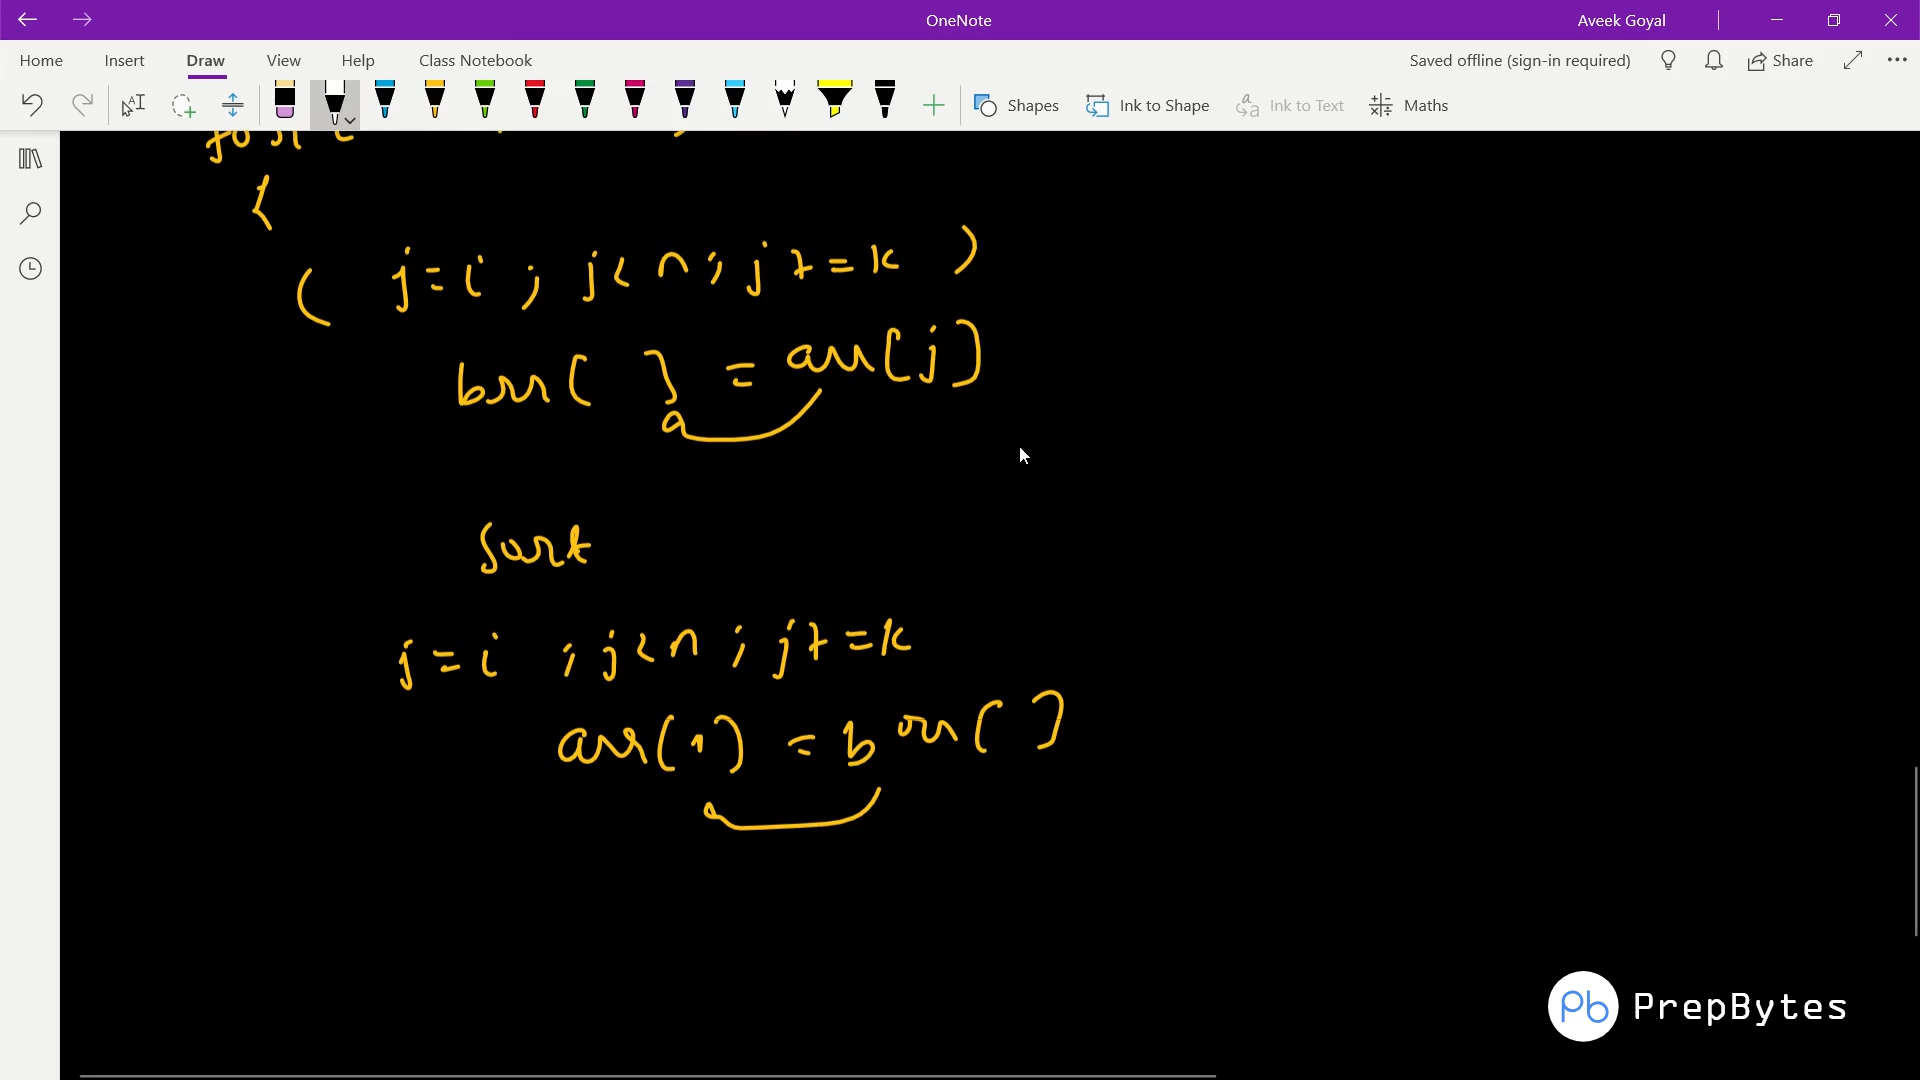 OneNote
Aveek Goyal
Home Insert Draw View Help Class Notebook
Saved offline (sign-in required) Share
Shapes Ink to Shape Ink to Text Maths
{
( j = i ; j < n ; j += k )
brr[ ] = arr[j]
Sort
j = i ; j < n ; j += k
arr[j] = brr[ ]
Pb PrepBytes